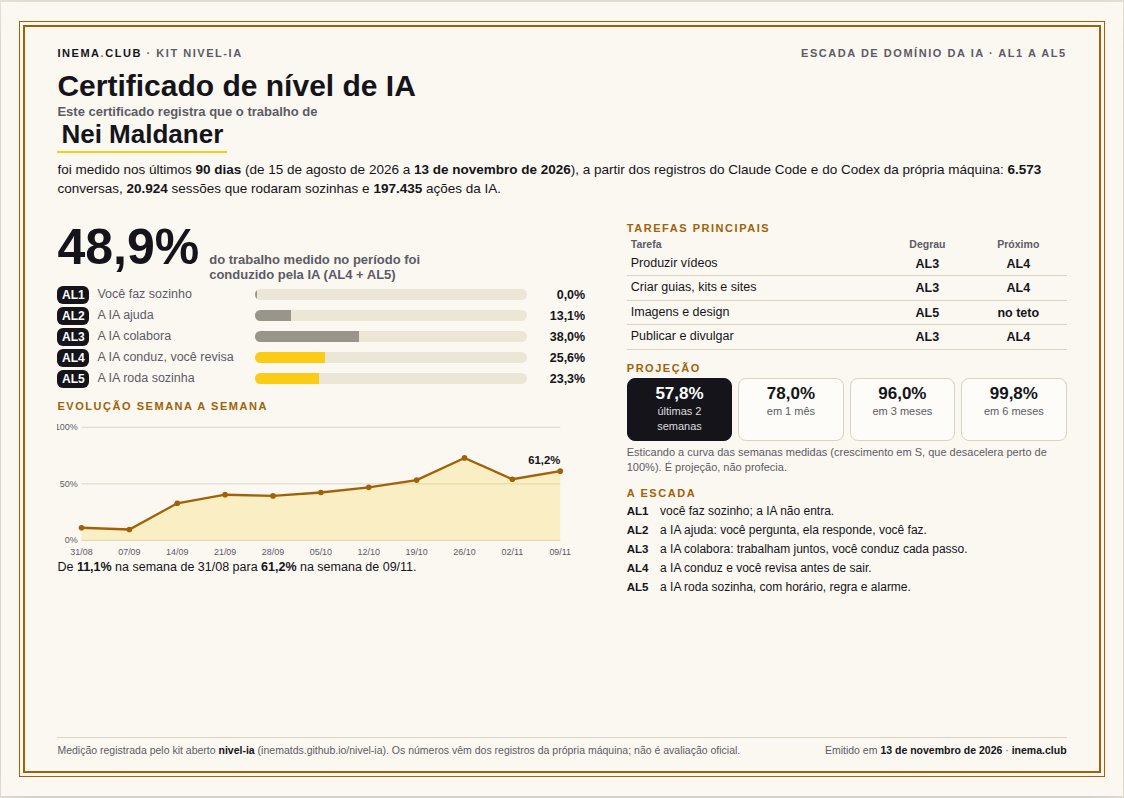 INEMA.CLUB · KIT NIVEL-IA
ESCADA DE DOMÍNIO DA IA · AL1 A AL5
Certificado de nível de IA
Este certificado registra que o trabalho de
Nei Maldaner
foi medido nos últimos 90 dias (de 15 de agosto de 2026 a 13 de novembro de 2026), a partir dos registros do Claude Code e do Codex da própria máquina: 6.573
conversas, 20.924 sessões que rodaram sozinhas e 197.435 ações da IA.
48,9% do trabalho medido no período foi
conduzido pela IA (AL4 + AL5)
AL1 Você faz sozinho 0,0%
AL2 A IA ajuda 13,1%
AL3 A IA colabora 38,0%
AL4 A IA conduz, você revisa 25,6%
AL5 A IA roda sozinha 23,3%
EVOLUÇÃO SEMANA A SEMANA
100%
50%
0%
61,2%
31/08 07/09 14/09 21/09 28/09 05/10 12/10 19/10 26/10 02/11 09/11
De 11,1% na semana de 31/08 para 61,2% na semana de 09/11.
TAREFAS PRINCIPAIS
Tarefa Degrau Próximo
Produzir vídeos AL3 AL4
Criar guias, kits e sites AL3 AL4
Imagens e design AL5 no teto
Publicar e divulgar AL3 AL4
PROJEÇÃO
57,8% 78,0% 96,0% 99,8%
últimas 2 em 1 mês em 3 meses em 6 meses
semanas
Esticando a curva das semanas medidas (crescimento em S, que desacelera perto de
100%). É projeção, não profecia.
A ESCADA
AL1 você faz sozinho; a IA não entra.
AL2 a IA ajuda: você pergunta, ela responde, você faz.
AL3 a IA colabora: trabalham juntos, você conduz cada passo.
AL4 a IA conduz e você revisa antes de sair.
AL5 a IA roda sozinha, com horário, regra e alarme.
Medição registrada pelo kit aberto nivel-ia (inematds.github.io/nivel-ia). Os números vêm dos registros da própria máquina; não é avaliação oficial.
Emitido em 13 de novembro de 2026 · inema.club